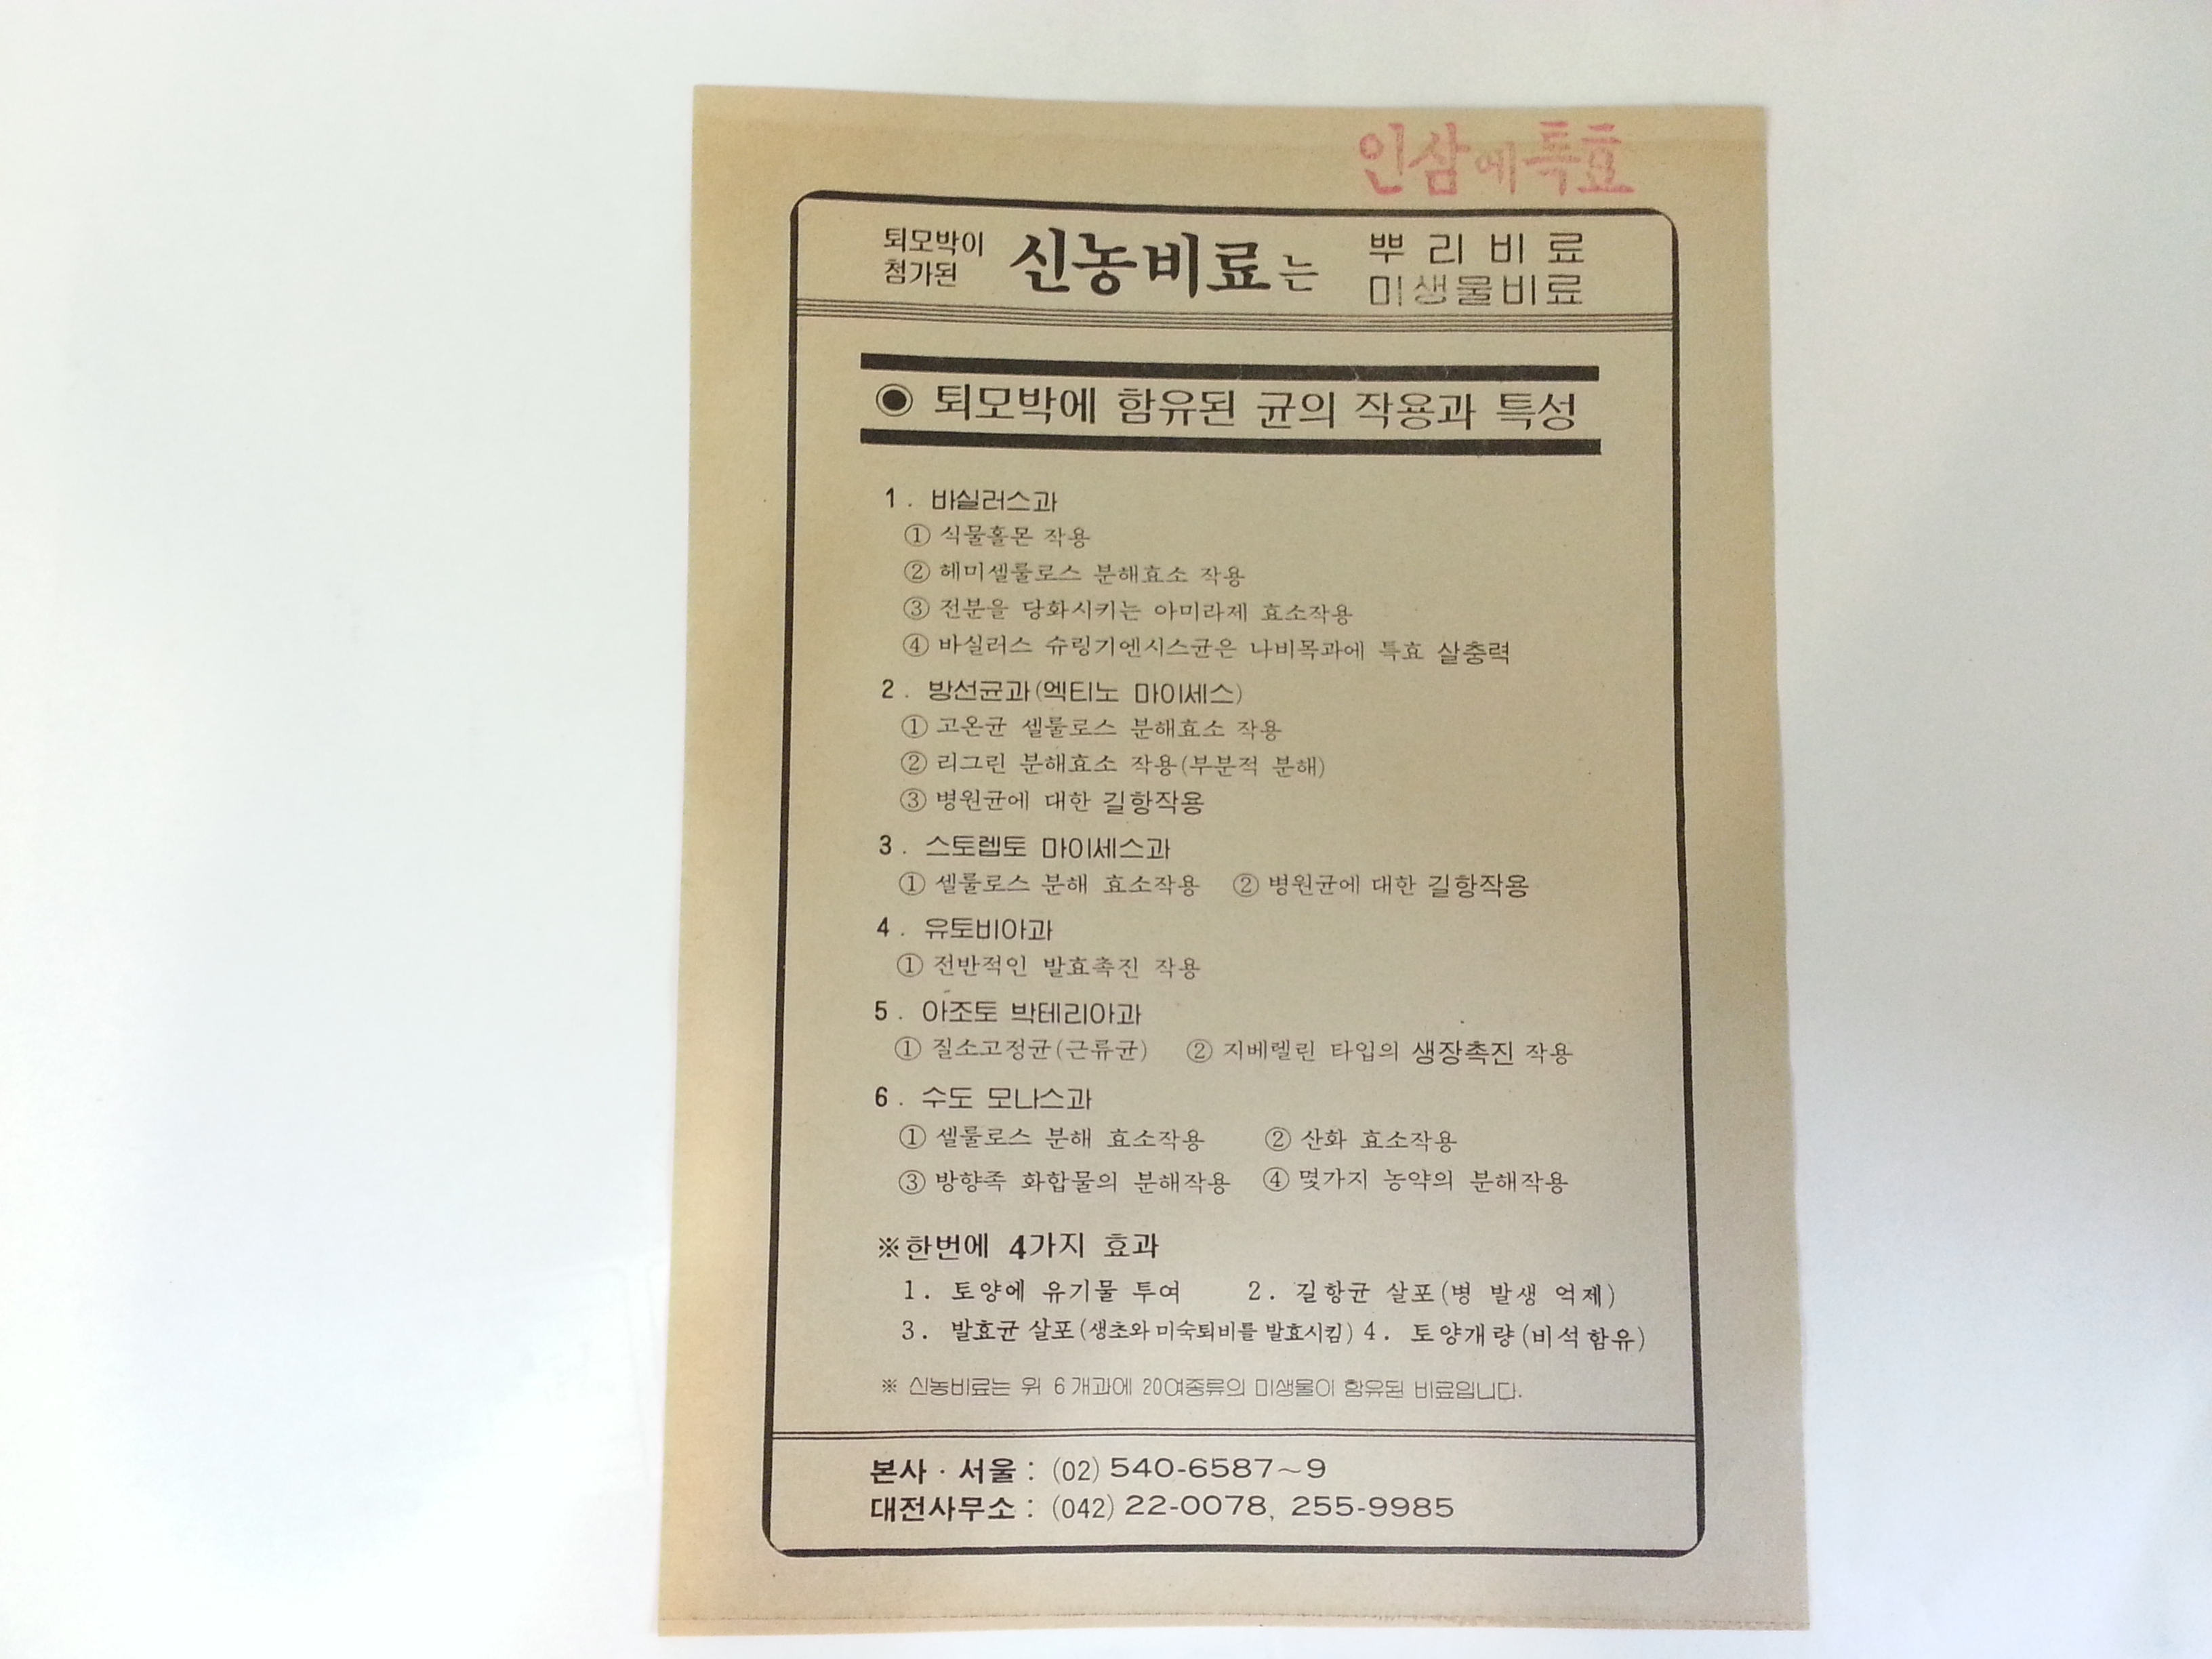 인삼에특효
퇴모박이 첨가된 신농비료는 뿌리비료 미생물비료
◉ 퇴모박에 함유된 균의 작용과 특성
1. 바실러스과
① 식물홀몬 작용
② 헤미셀룰로스 분해효소 작용
③ 전분을 당화시키는 아미라제 효소작용
④ 바실러스 슈링기엔시스균은 나비목과에 특효 살충력
2. 방선균과(엑티노 마이세스)
① 고온균 셀룰로스 분해효소 작용
② 리그린 분해효소 작용(부분적 분해)
③ 병원균에 대한 길항작용
3. 스토렙토 마이세스과
① 셀룰로스 분해 효소작용 ② 병원균에 대한 길항작용
4. 유토비아과
① 전반적인 발효촉진 작용
5. 아조토 박테리아과
① 질소고정균(근류균) ② 지베렐린 타입의 생장촉진 작용
6. 수도 모나스과
① 셀룰로스 분해 효소작용 ② 산화 효소작용
③ 방향족 화합물의 분해작용 ④ 몇가지 농약의 분해작용
※한번에 4가지 효과
1. 토양에 유기물 투여 2. 길항균 살포(병 발생 억제)
3. 발효균 살포(생초와 미숙퇴비를 발효시킴) 4. 토양개량(비석함유)
※ 신농비료는 위 6개과에 20여종류의 미생물이 함유된 비료입니다.
본사·서울: (02) 540-6587~9
대전사무소: (042) 22-0078, 255-9985